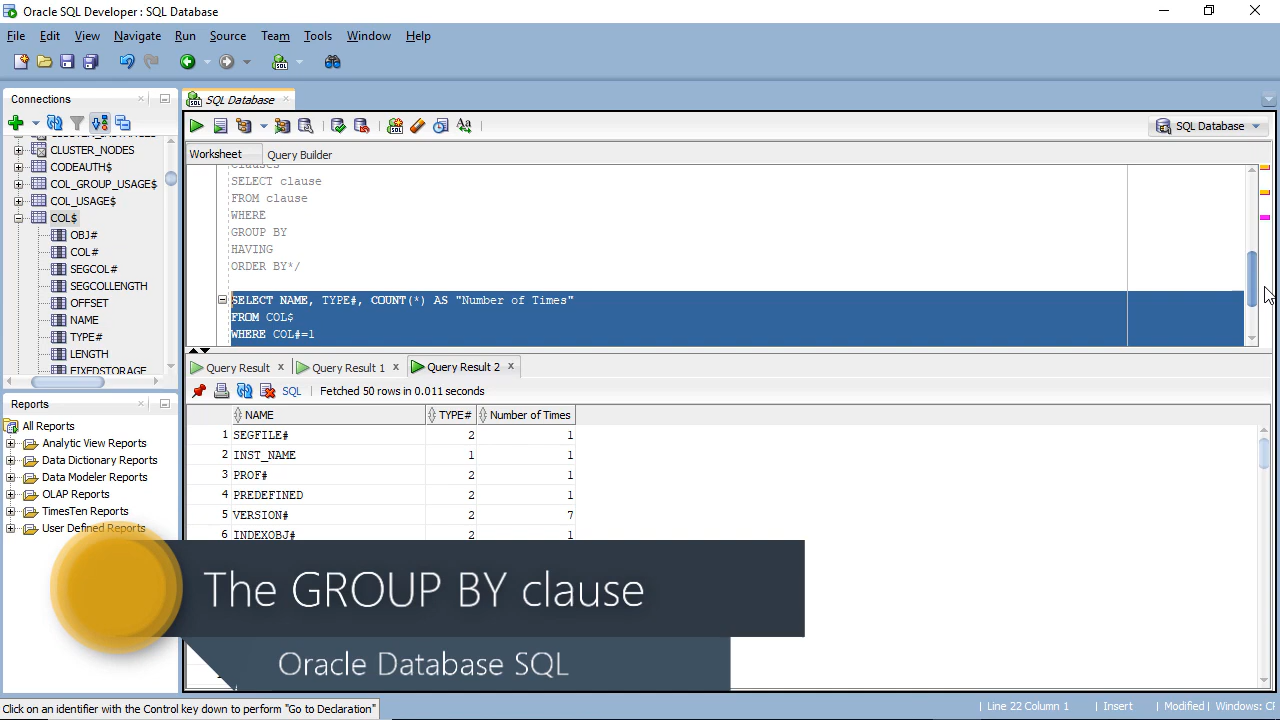 Oracle SQL Developer : SQL Database
File Edit View Navigate Run Source Team Tools Window Help
Connections
CLUSTER_INSTANCES
CLUSTER_NODES
CODEAUTH$
COL_GROUP_USAGE$
COL_USAGE$
COL$
OBJ#
COL#
SEGCOL#
SEGCOLLENGTH
OFFSET
NAME
TYPE#
LENGTH
FIXEDSTORAGE
Reports
All Reports
Analytic View Reports
Data Dictionary Reports
Data Modeler Reports
OLAP Reports
TimesTen Reports
User Defined Reports
SQL Database
SQL Database
Worksheet Query Builder
Clauses
SELECT clause
FROM clause
WHERE
GROUP BY
HAVING
ORDER BY*/
SELECT NAME, TYPE#, COUNT(*) AS "Number of Times"
FROM COL$
WHERE COL#=1
Query Result Query Result 1 Query Result 2
SQL Fetched 50 rows in 0.011 seconds
NAME TYPE# Number of Times
1 SEGFILE# 2 1
2 INST_NAME 1 1
3 PROF# 2 1
4 PREDEFINED 2 1
5 VERSION# 2 7
6 INDEXOBJ# 2 1
The GROUP BY clause
Oracle Database SQL
Click on an identifier with the Control key down to perform "Go to Declaration"
Line 22 Column 1 Insert Modified Windows: Cl